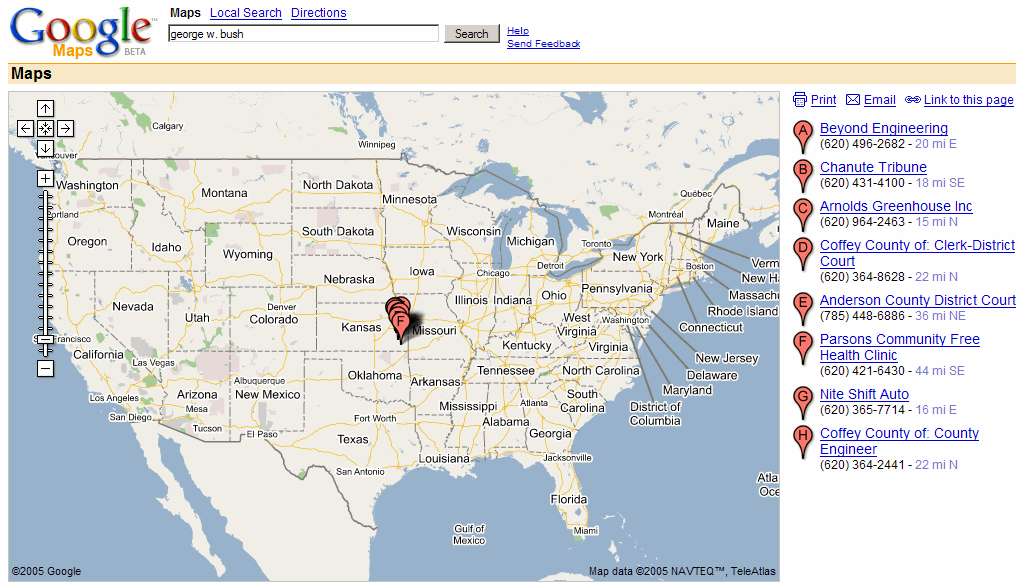 Google Maps BETA
Maps Local Search Directions
george w. bush Search Help
Send Feedback
Maps
Print Email Link to this page
A Beyond Engineering
(620) 496-2682 - 20 mi E
B Chanute Tribune
(620) 431-4100 - 18 mi SE
C Arnolds Greenhouse Inc
(620) 964-2463 - 15 mi N
D Coffey County of: Clerk-District
Court
(620) 364-8628 - 22 mi N
E Anderson County District Court
(785) 448-6886 - 36 mi NE
F Parsons Community Free
Health Clinic
(620) 421-6430 - 44 mi SE
G Nite Shift Auto
(620) 365-7714 - 16 mi E
H Coffey County of: County
Engineer
(620) 364-2441 - 22 mi N
Calgary
Winnipeg
Washington
Montana
North Dakota
Minnesota
Québec
Portland
Oregon
Idaho
South Dakota
Wisconsin
Michigan
Toronto
Montréal
Maine
Wyoming
New York
Boston
Verm
New Ha
Massachu
Rhode Island
Connecticut
Nebraska
Iowa
Chicago
Detroit
Pennsylvania
Nevada
Utah
Denver
Colorado
Kansas
F
Missouri
Illinois
Indiana
Ohio
West
Virginia
Washington
Virginia
New Jersey
Delaware
Maryland
District of
Columbia
Francisco
California
Las Vegas
Kentucky
Tennessee
North Carolina
Los Angeles
San Diego
Arizona
Mesa
Tucson
Albuquerque
New Mexico
El Paso
Oklahoma
Arkansas
Mississippi
Alabama
Atlanta
Georgia
South
Carolina
Fort Worth
Texas
San Antonio
Louisiana
Jacksonville
Florida
Miami
Gulf of
Mexico
Atla
Oce
©2005 Google
Map data ©2005 NAVTEQ™, TeleAtlas